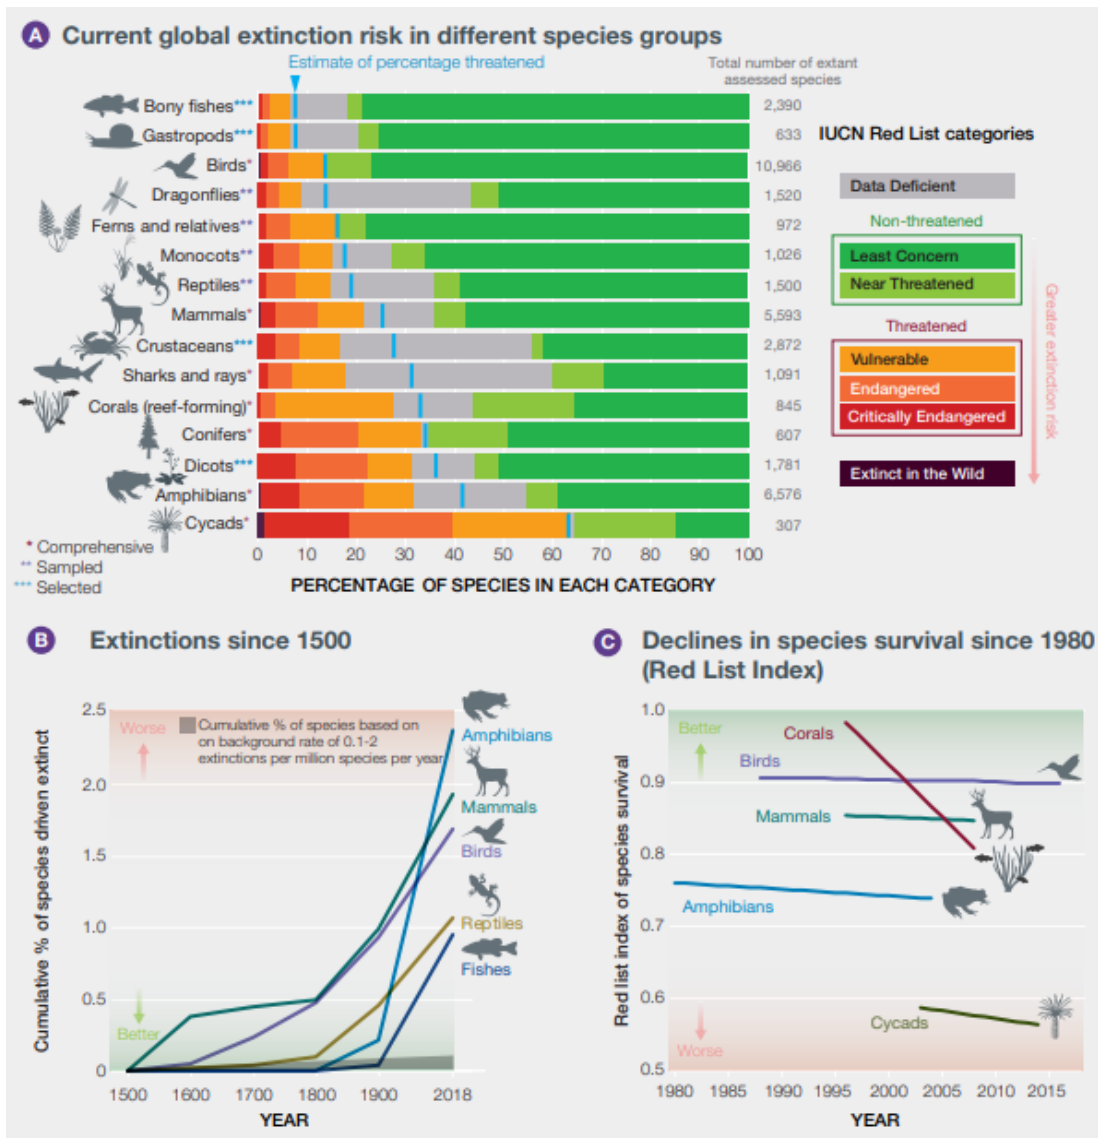 A Current global extinction risk in different species groups
Estimate of percentage threatened
Total number of extant
assessed species
Bony fishes*** 2,390
Gastropods*** 633
Birds* 10,966
Dragonflies** 1,520
Ferns and relatives** 972
Monocots** 1,026
Reptiles** 1,500
Mammals* 5,593
Crustaceans*** 2,872
Sharks and rays* 1,091
Corals (reef-forming)* 845
Conifers* 607
Dicots*** 1,781
Amphibians* 6,576
Cycads* 307
0 10 20 30 40 50 60 70 80 90 100
PERCENTAGE OF SPECIES IN EACH CATEGORY
* Comprehensive
** Sampled
*** Selected
IUCN Red List categories
Data Deficient
Non-threatened
Least Concern
Near Threatened
Threatened
Vulnerable
Endangered
Critically Endangered
Extinct in the Wild
Greater extinction risk
B Extinctions since 1500
Cumulative % of species driven extinct
2.5
2.0
1.5
1.0
0.5
0
Worse
Better
Cumulative % of species based on
on background rate of 0.1-2
extinctions per million species per year
Amphibians
Mammals
Birds
Reptiles
Fishes
1500 1600 1700 1800 1900 2018
YEAR
C Declines in species survival since 1980
(Red List Index)
Red list index of species survival
1.0
0.9
0.8
0.7
0.6
0.5
Better
Worse
Corals
Birds
Mammals
Amphibians
Cycads
1980 1985 1990 1995 2000 2005 2010 2015
YEAR